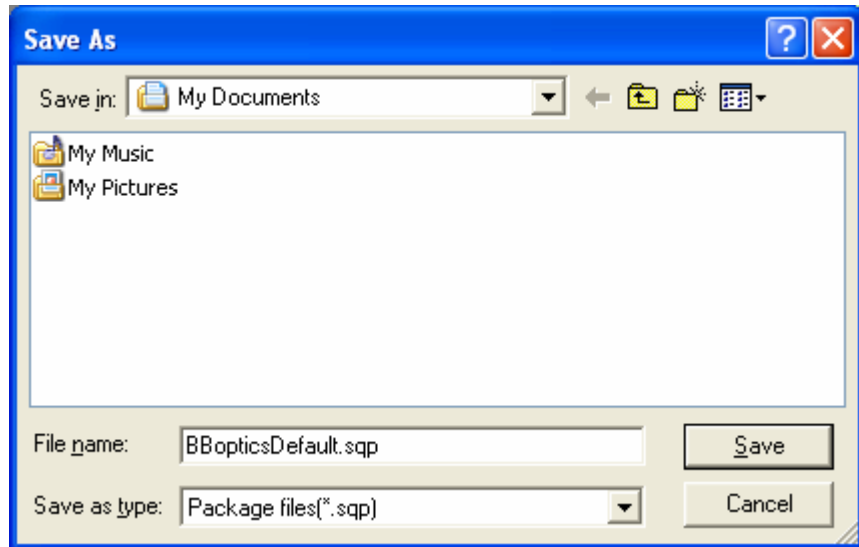 Save As
Save in: My Documents
My Music
My Pictures
File name: BBopticsDefault.sqp Save
Save as type: Package files(*.sqp) Cancel